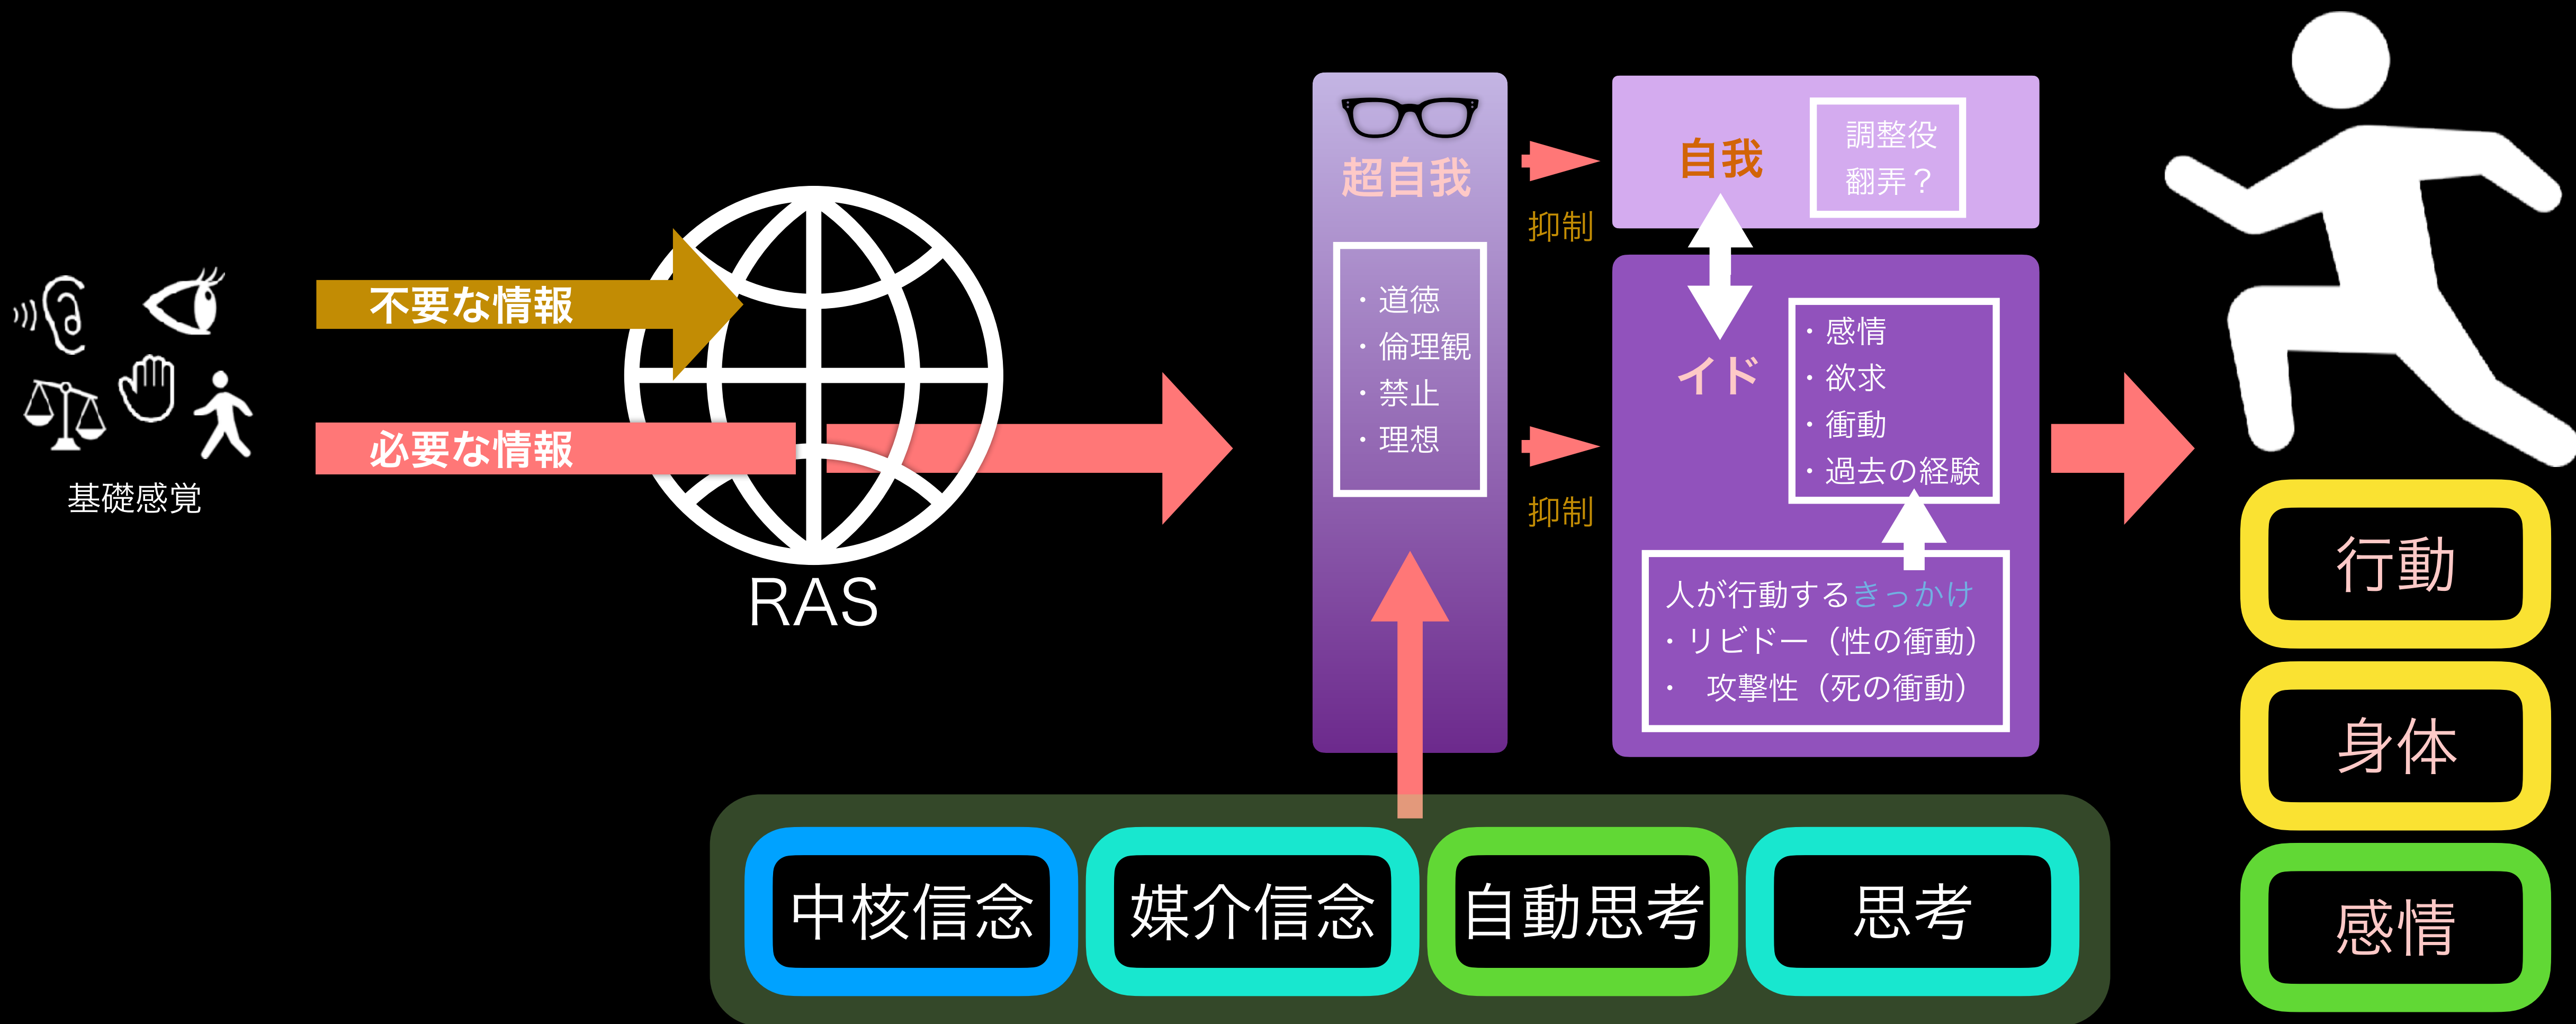 不要な情報
必要な情報
基礎感覚
RAS
超自我
・道徳
・倫理観
・禁止
・理想
抑制
抑制
自我
調整役
翻弄？
イド
・感情
・欲求
・衝動
・過去の経験
人が行動するきっかけ
・リビドー（性の衝動）
・ 攻撃性（死の衝動）
中核信念
媒介信念
自動思考
思考
行動
身体
感情